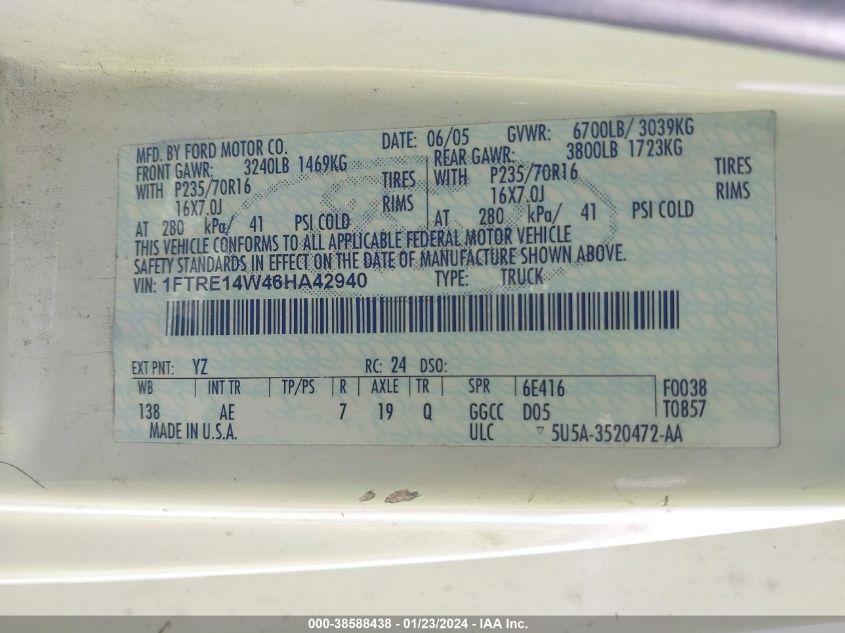 MFD. BY FORD MOTOR CO. DATE: 06/05 GVWR: 6700LB/ 3039KG
FRONT GAWR: 3240LB 1469KG REAR GAWR: 3800LB 1723KG
WITH P235/70R16 TIRES WITH P235/70R16 TIRES
16X7.0J RIMS 16X7.0J RIMS
AT 280 kPa/ 41 PSI COLD AT 280 kPa/ 41 PSI COLD
THIS VEHICLE CONFORMS TO ALL APPLICABLE FEDERAL MOTOR VEHICLE
SAFETY STANDARDS IN EFFECT ON THE DATE OF MANUFACTURE SHOWN ABOVE.
VIN: 1FTRE14W46HA42940 TYPE: TRUCK
EXT PNT: YZ RC: 24 DSO:
WB INT TR TP/PS R AXLE TR SPR 6E416 F0038
138 AE 7 19 Q GGCC D05 T0857
MADE IN U.S.A. ULC ▽ 5U5A-3520472-AA
000-38588438 - 01/23/2024 - IAA Inc.